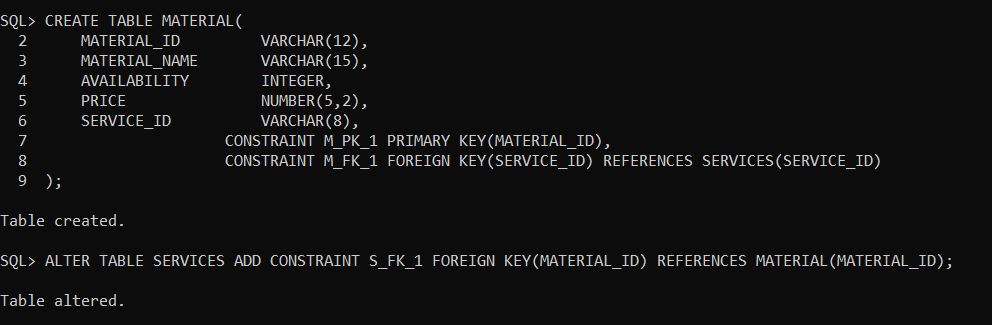 SQL> CREATE TABLE MATERIAL(
  2     MATERIAL_ID         VARCHAR(12),
  3     MATERIAL_NAME       VARCHAR(15),
  4     AVAILABILITY        INTEGER,
  5     PRICE               NUMBER(5,2),
  6     SERVICE_ID          VARCHAR(8),
  7                     CONSTRAINT M_PK_1 PRIMARY KEY(MATERIAL_ID),
  8                     CONSTRAINT M_FK_1 FOREIGN KEY(SERVICE_ID) REFERENCES SERVICES(SERVICE_ID)
  9  );
Table created.
SQL> ALTER TABLE SERVICES ADD CONSTRAINT S_FK_1 FOREIGN KEY(MATERIAL_ID) REFERENCES MATERIAL(MATERIAL_ID);
Table altered.